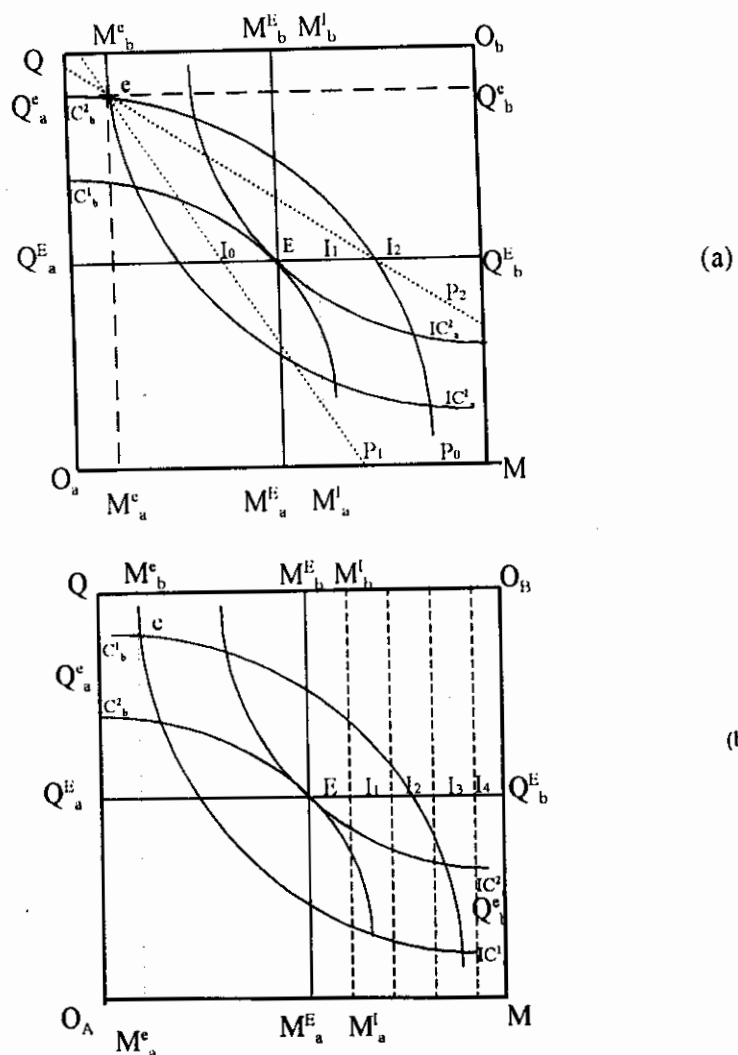 M^e_b M^E_b M^I_b O_b
Q
Q^e_a C^2_b e Q^e_b
C^1_b
Q^E_a I_0 E I_1 I_2 Q^E_b (a)
P_2
IC^2_a
IC^1_a
P_1 P_0
O_a M^e_a M^E_a M^I_a M
Q M^e_b M^E_b M^I_b O_B
e
C^1_b
Q^e_a
C^2_b
(b
Q^E_a E I_1 I_2 I_3 I_4 Q^E_b
IC^2
Q^e_b
IC^1
O_A M^e_a M^E_a M^I_a M